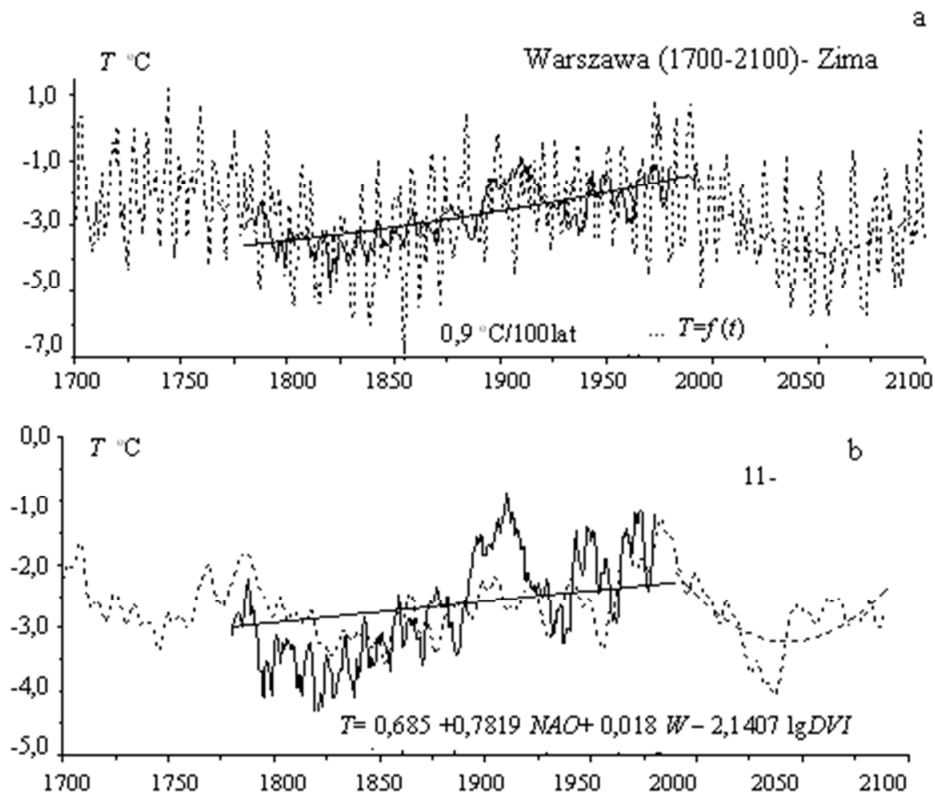 a
T °C
Warszawa (1700-2100)- Zima
1,0
-1,0
-3,0
-5,0
-7,0
0,9 °C/100lat
... T=f(t)
1700 1750 1800 1850 1900 1950 2000 2050 2100
0,0
T °C
b
11-
-1,0
-2,0
-3,0
-4,0
-5,0
T= 0,685 +0,7819 NAO+ 0,018 W – 2,1407 lgDVI
1700 1750 1800 1850 1900 1950 2000 2050 2100